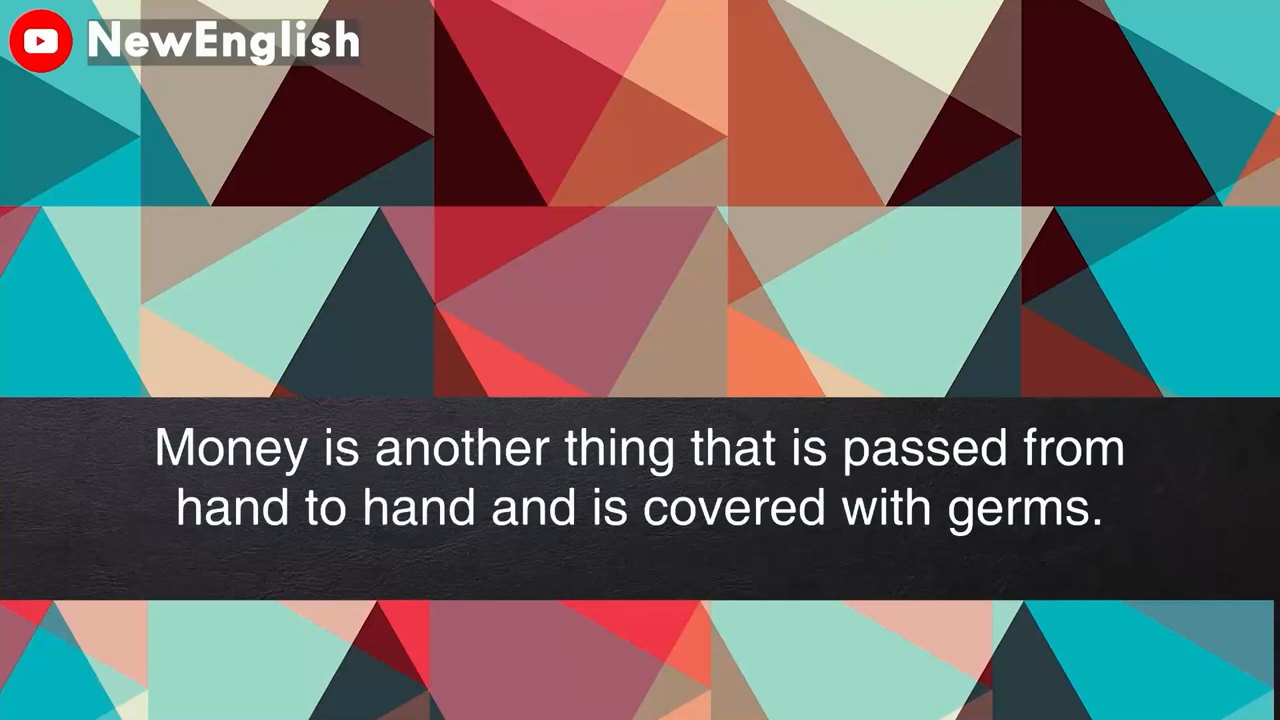 NewEnglish
Money is another thing that is passed from
hand to hand and is covered with germs.